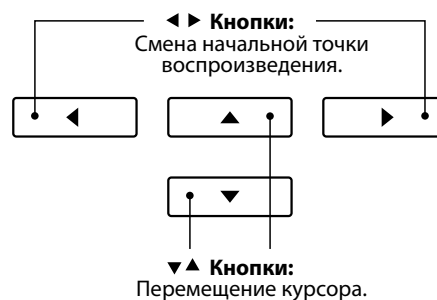 ◀ ▶ Кнопки:
Смена начальной точки
воспроизведения.
▼▲ Кнопки:
Перемещение курсора.